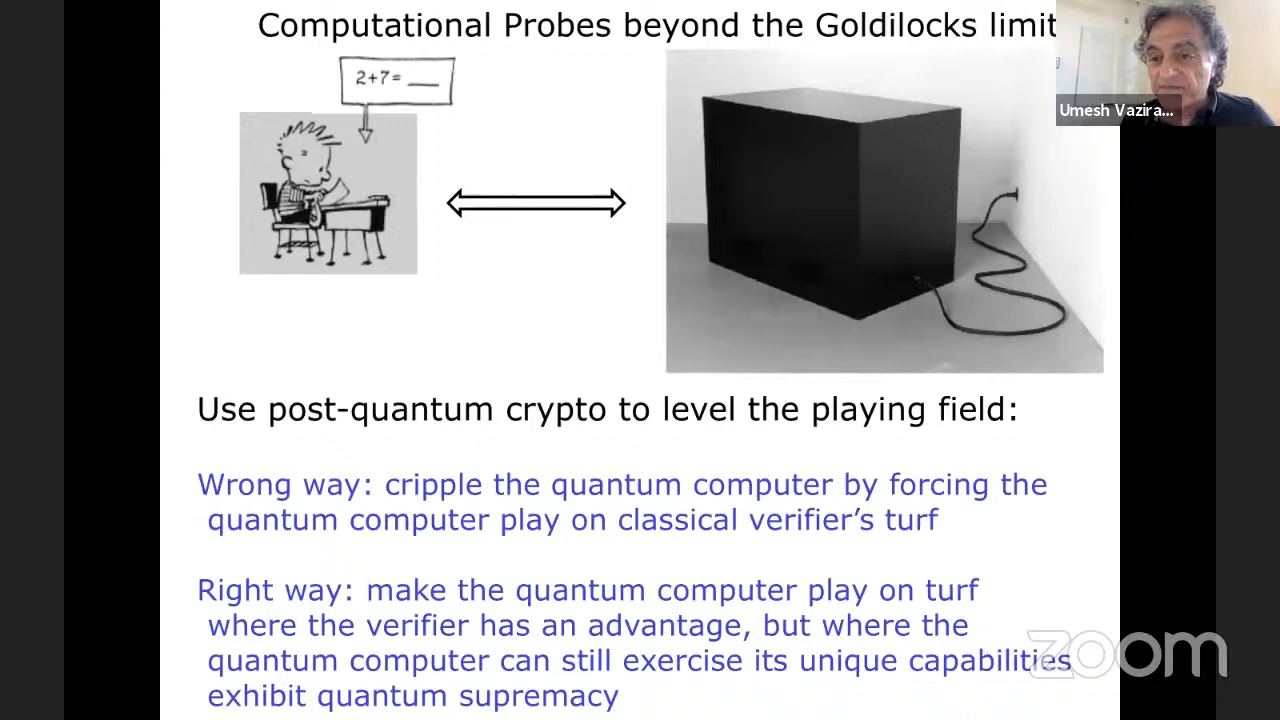 Computational Probes beyond the Goldilocks limit
2+7= __
Umesh Vazira...
Use post-quantum crypto to level the playing field:
Wrong way: cripple the quantum computer by forcing the
quantum computer play on classical verifier’s turf
Right way: make the quantum computer play on turf
where the verifier has an advantage, but where the
quantum computer can still exercise its unique capabilities
exhibit quantum supremacy
zoom